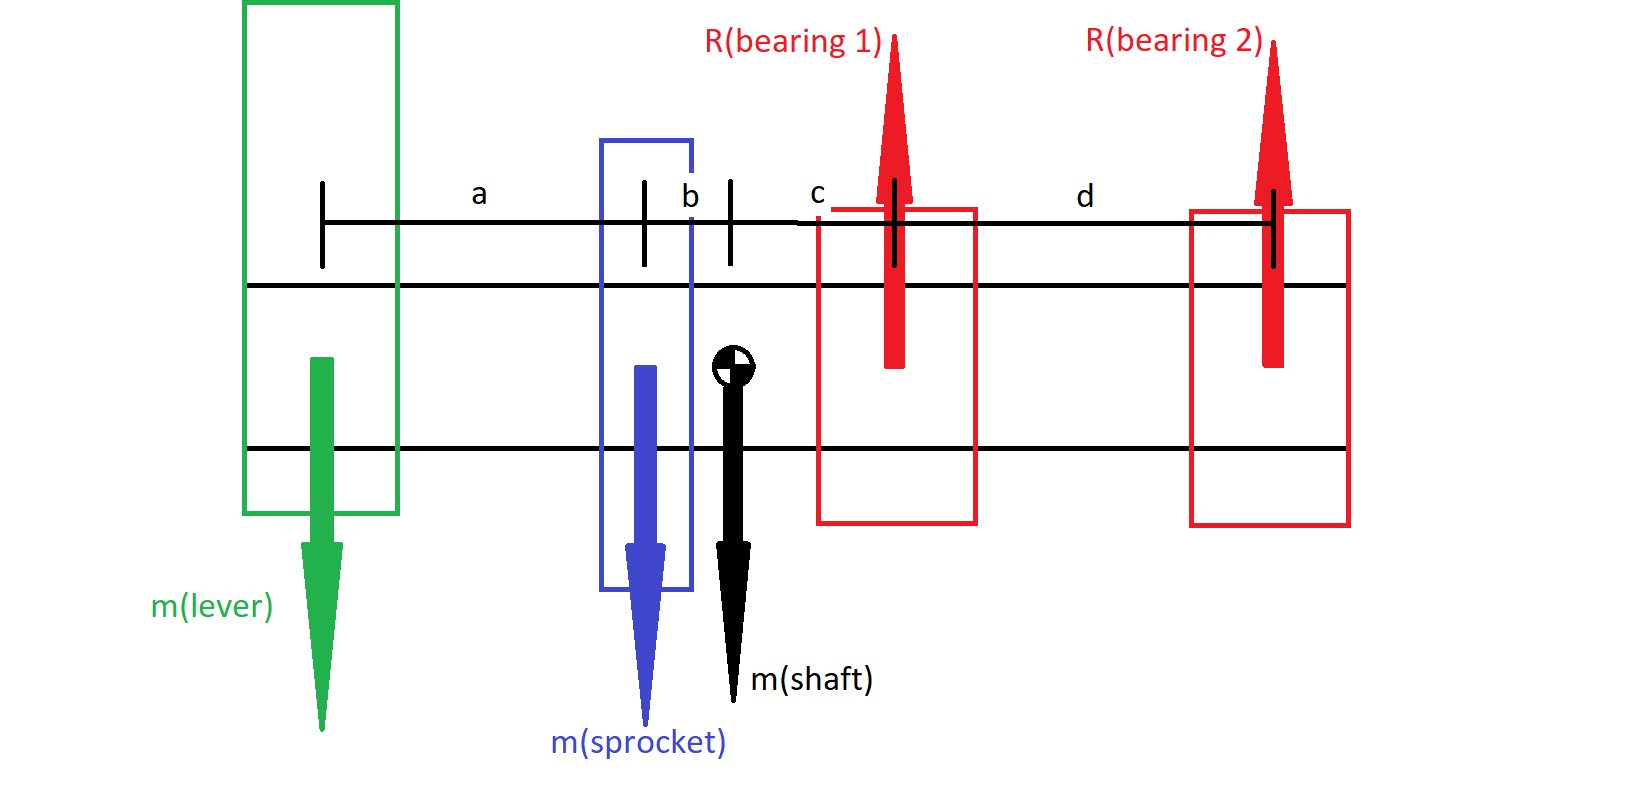 R(bearing 1)
R(bearing 2)
a
b
c
d
m(lever)
m(shaft)
m(sprocket)